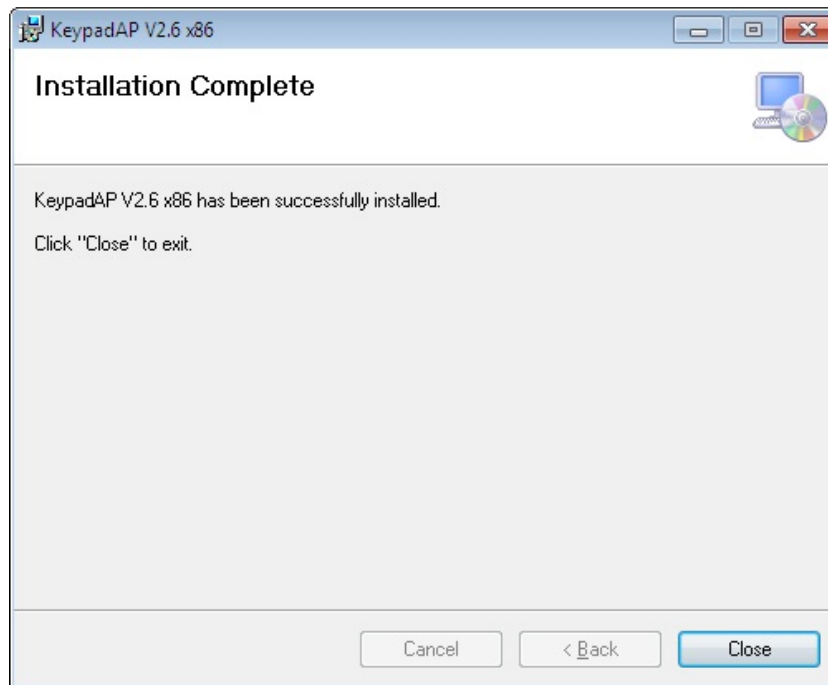 KeypadAP V2.6 x86
Installation Complete
KeypadAP V2.6 x86 has been successfully installed.
Click "Close" to exit.
Cancel
< Back
Close